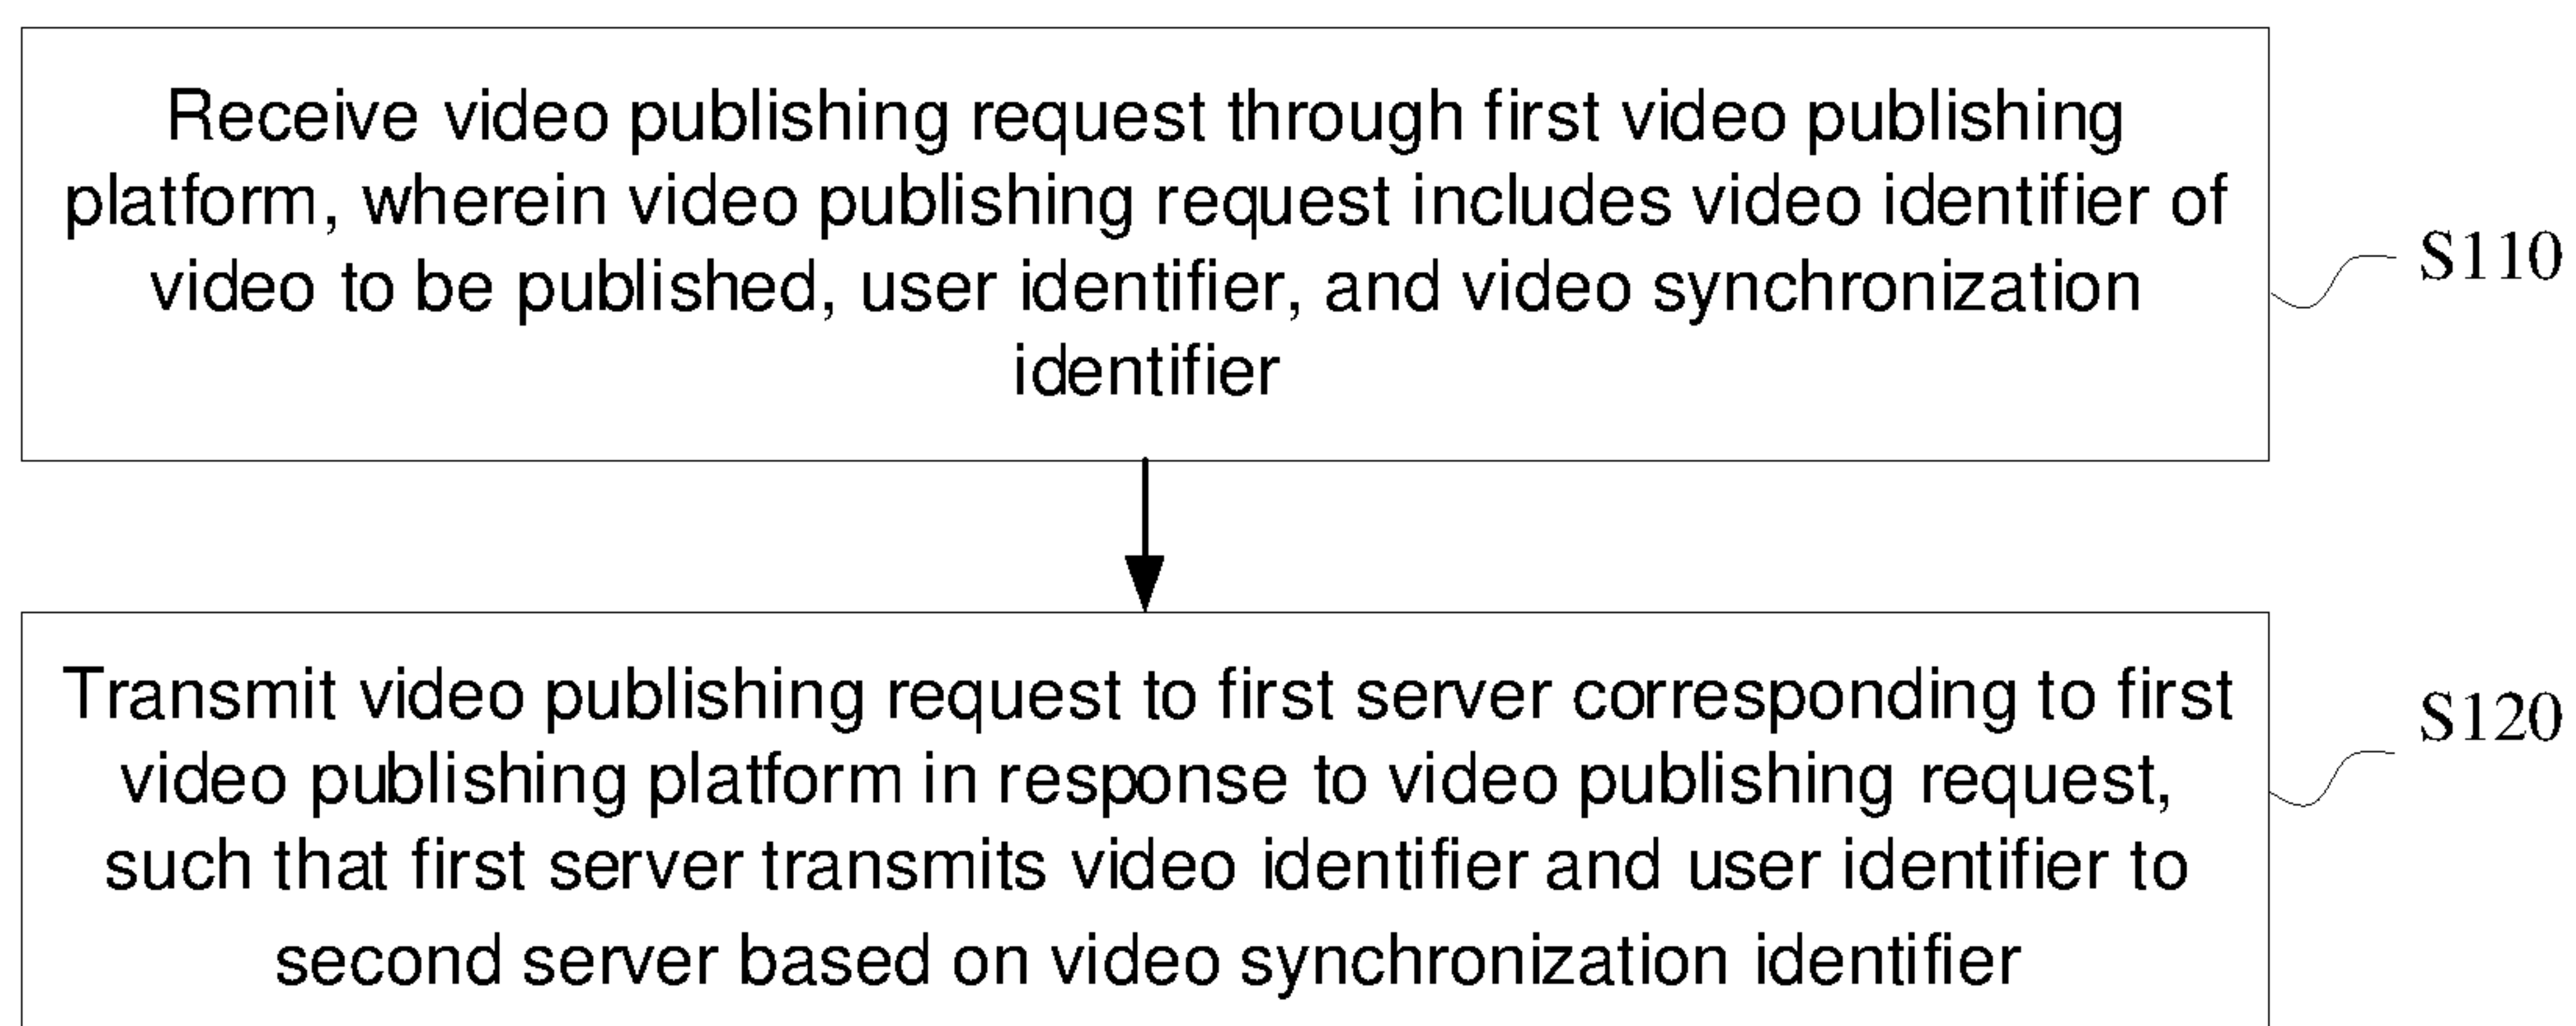 Receive video publishing request through first video publishing
platform, wherein video publishing request includes video identifier of
video to be published, user identifier, and video synchronization
identifier
S110
Transmit video publishing request to first server corresponding to first
video publishing platform in response to video publishing request,
such that first server transmits video identifier and user identifier to
second server based on video synchronization identifier
S120